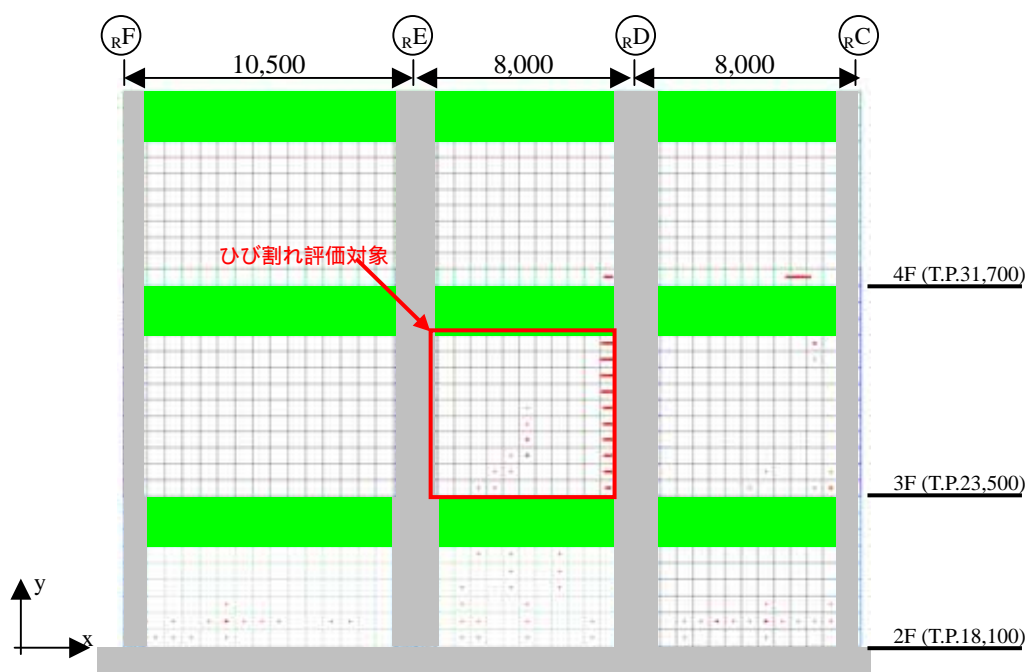 RF RE RD RC
10,500 8,000 8,000
ひび割れ評価対象
4F (T.P.31,700)
3F (T.P.23,500)
y
x
2F (T.P.18,100)